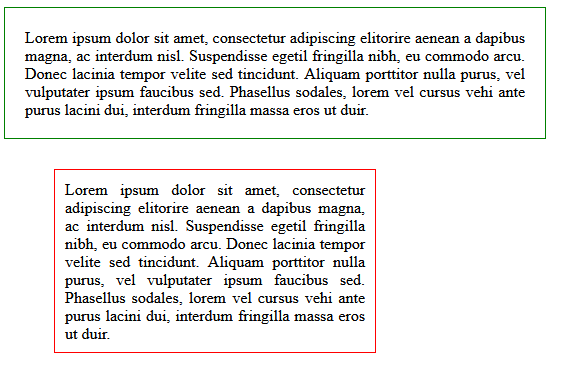 Lorem ipsum dolor sit amet, consectetur adipiscing elitorire aenean a dapibus
magna, ac interdum nisl. Suspendisse egetil fringilla nibh, eu commodo arcu.
Donec lacinia tempor velite sed tincidunt. Aliquam porttitor nulla purus, vel
vulputater ipsum faucibus sed. Phasellus sodales, lorem vel cursus vehi ante
purus lacini dui, interdum fringilla massa eros ut duir.
Lorem ipsum dolor sit amet, consectetur
adipiscing elitorire aenean a dapibus magna,
ac interdum nisl. Suspendisse egetil fringilla
nibh, eu commodo arcu. Donec lacinia tempor
velite sed tincidunt. Aliquam porttitor nulla
purus, vel vulputater ipsum faucibus sed.
Phasellus sodales, lorem vel cursus vehi ante
purus lacini dui, interdum fringilla massa eros
ut duir.